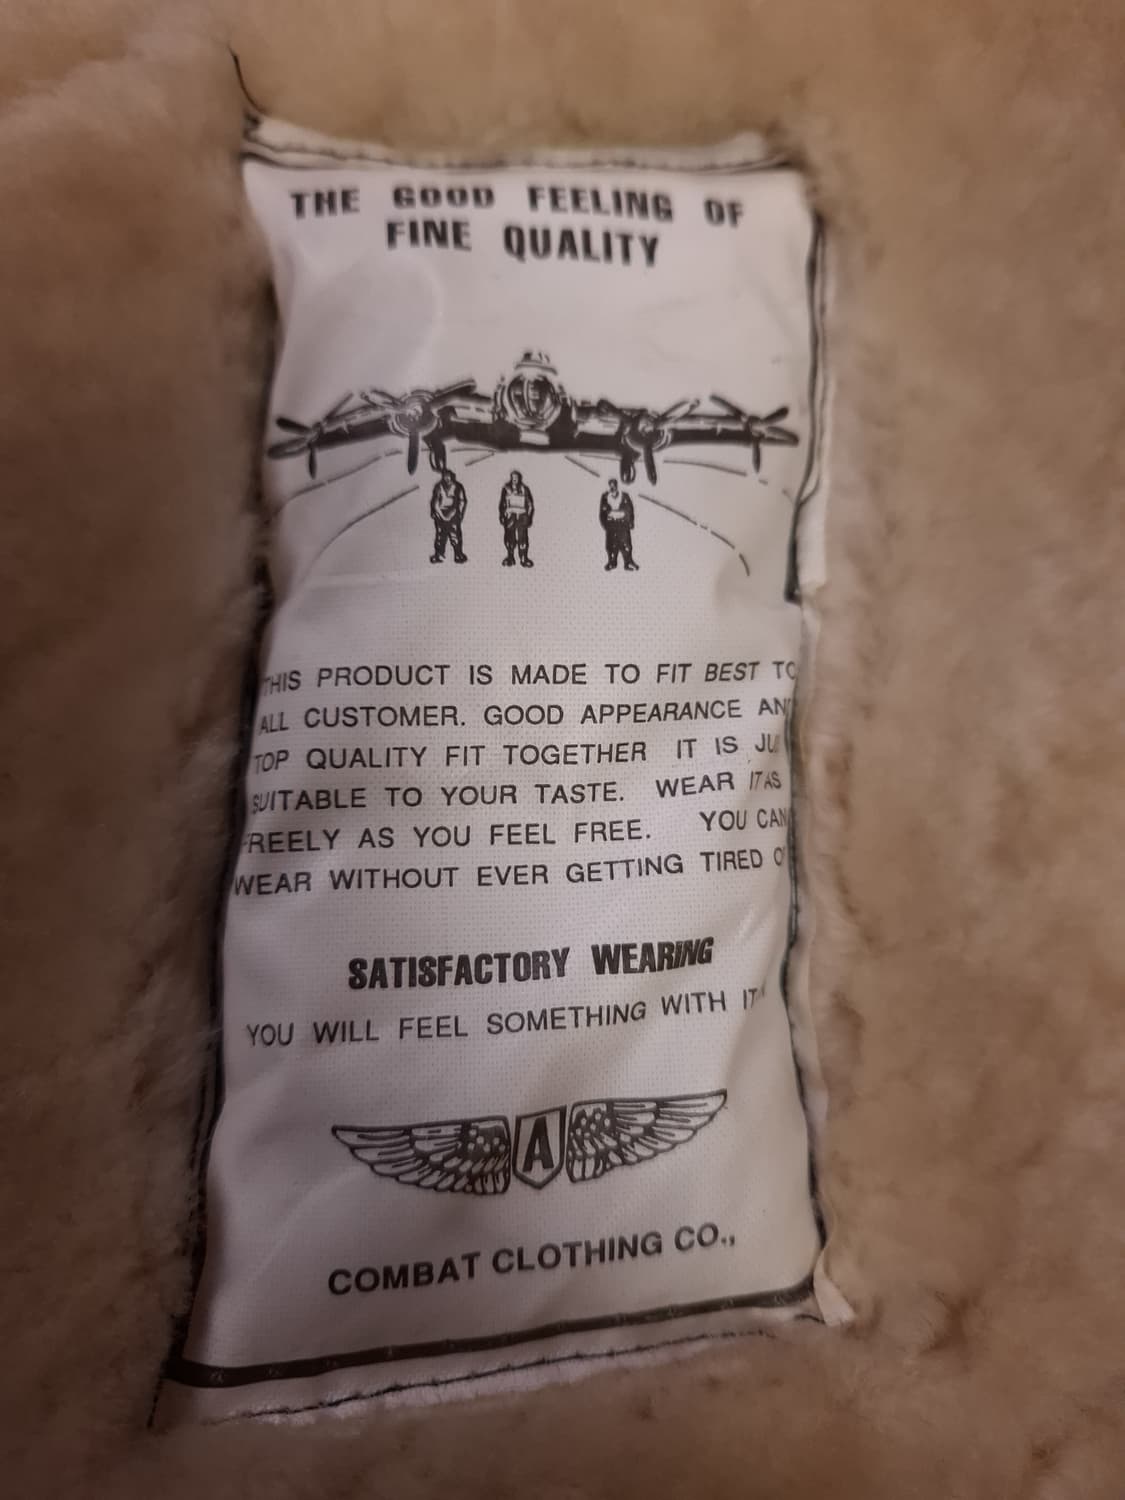 THE GOOD FEELING OF
FINE QUALITY
THIS PRODUCT IS MADE TO FIT BEST TO
ALL CUSTOMER. GOOD APPEARANCE AN
TOP QUALITY FIT TOGETHER IT IS JU
SUITABLE TO YOUR TASTE. WEAR IT AS
FREELY AS YOU FEEL FREE. YOU CAN
WEAR WITHOUT EVER GETTING TIRED O
SATISFACTORY WEARING
YOU WILL FEEL SOMETHING WITH IT
A
COMBAT CLOTHING CO.,